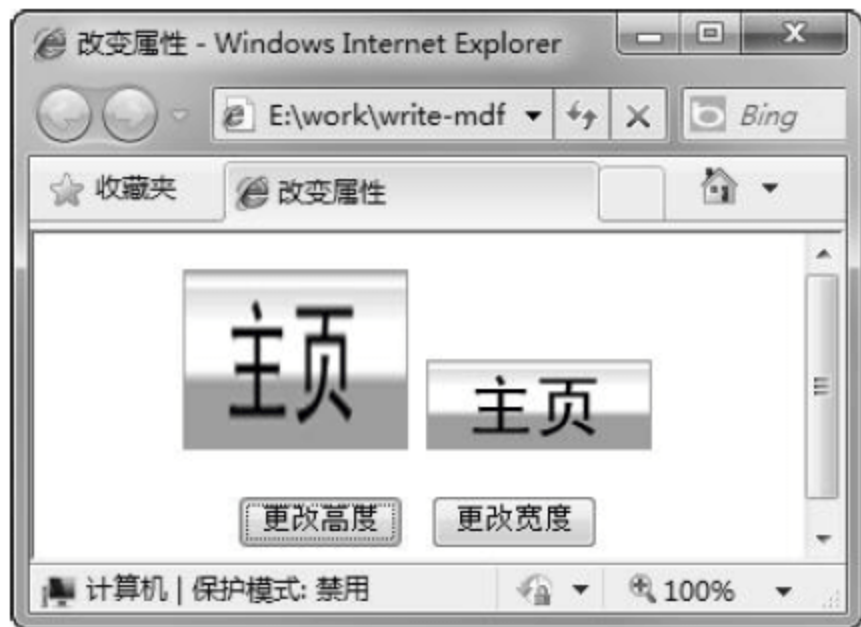 改变属性 - Windows Internet Explorer
E:\work\write-mdf
Bing
收藏夹
改变属性
主页
主页
更改高度
更改宽度
计算机 | 保护模式: 禁用
100%